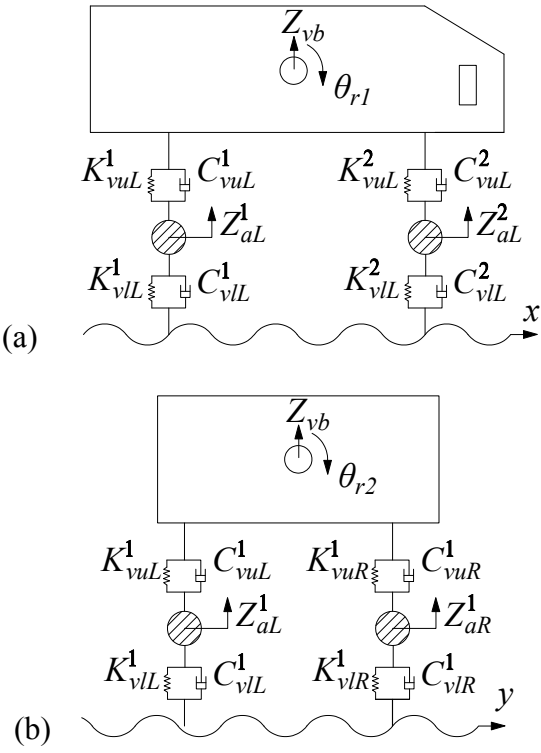 Z_vb
θ_r1
K^1_vuL C^1_vuL K^2_vuL C^2_vuL
Z^1_aL Z^2_aL
K^1_vlL C^1_vlL K^2_vlL C^2_vlL
(a) x
Z_vb
θ_r2
K^1_vuL C^1_vuL K^1_vuR C^1_vuR
Z^1_aL Z^1_aR
K^1_vlL C^1_vlL K^1_vlR C^1_vlR
(b) y